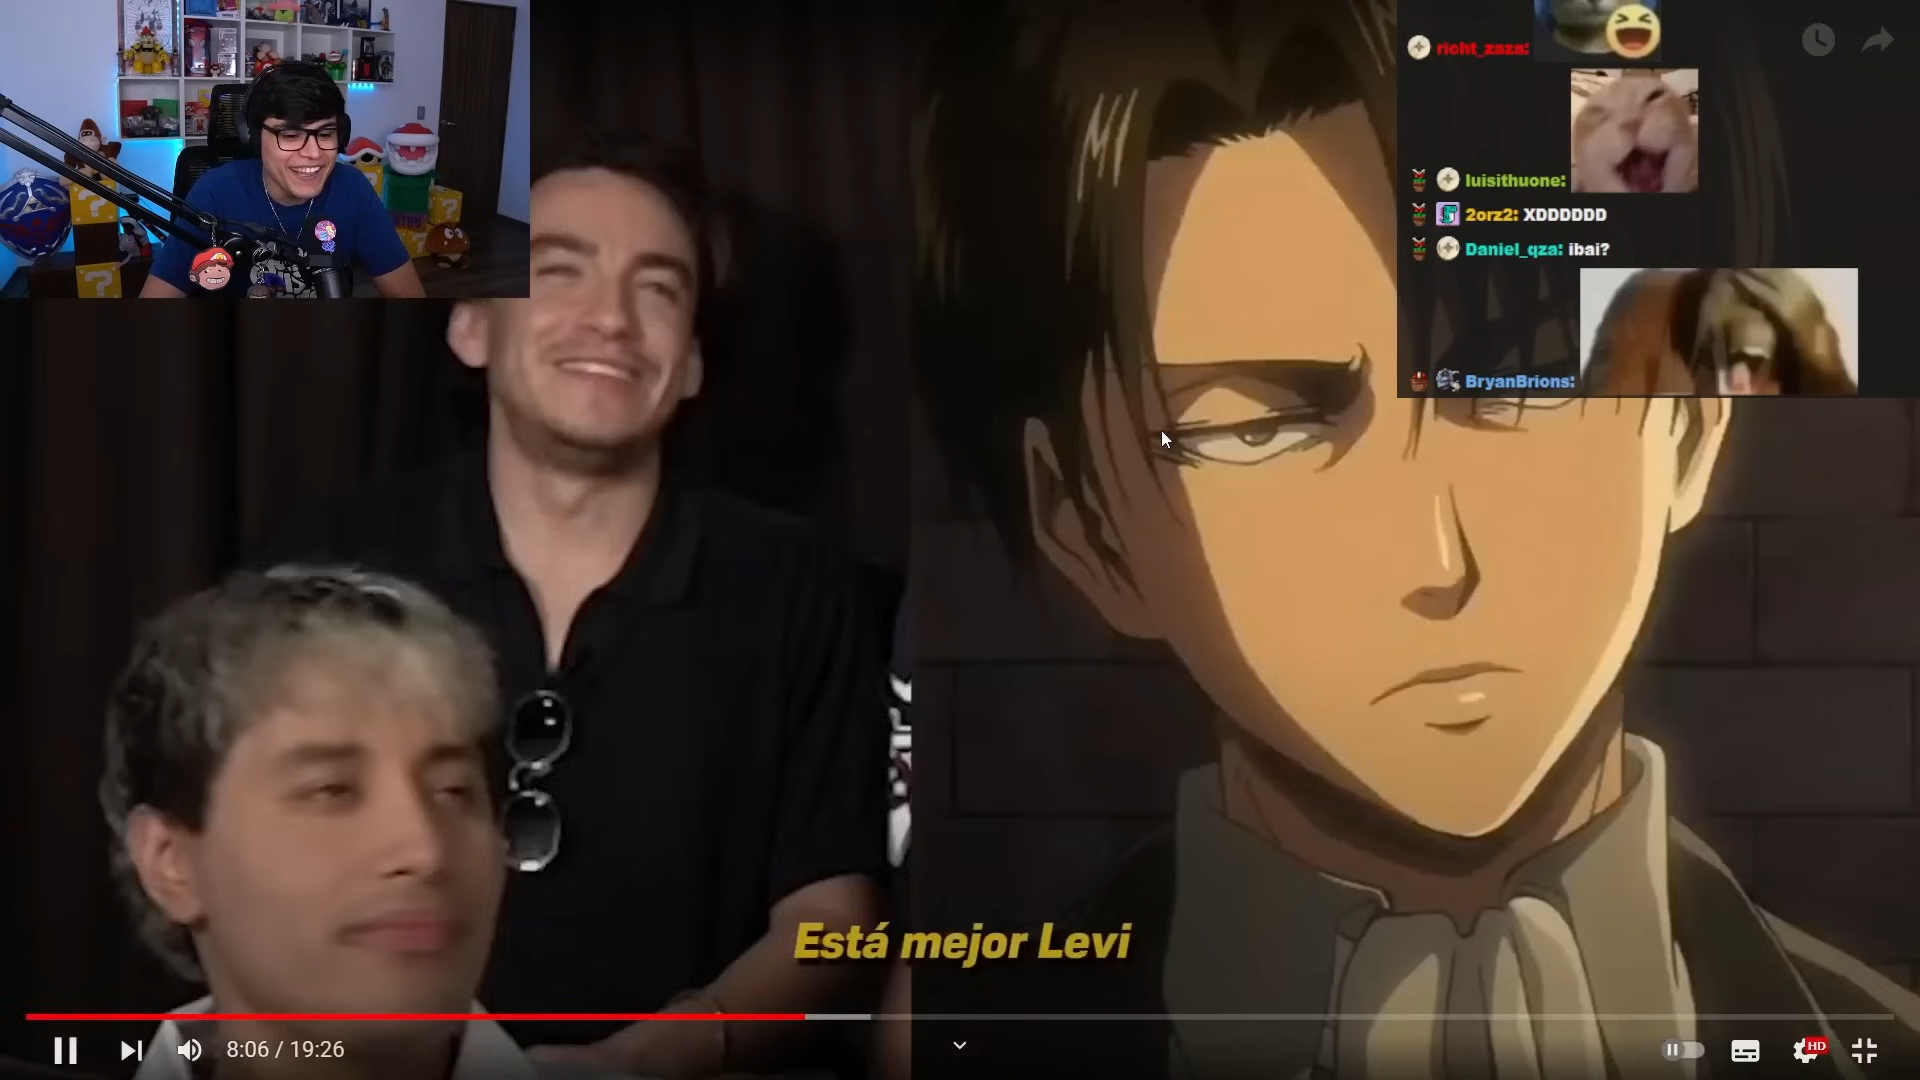 richt_zaza:
luisithuone:
2orz2: XDDDDDD
Daniel_qza: ibai?
BryanBrions:
Está mejor Levi
8:06 / 19:26
HD